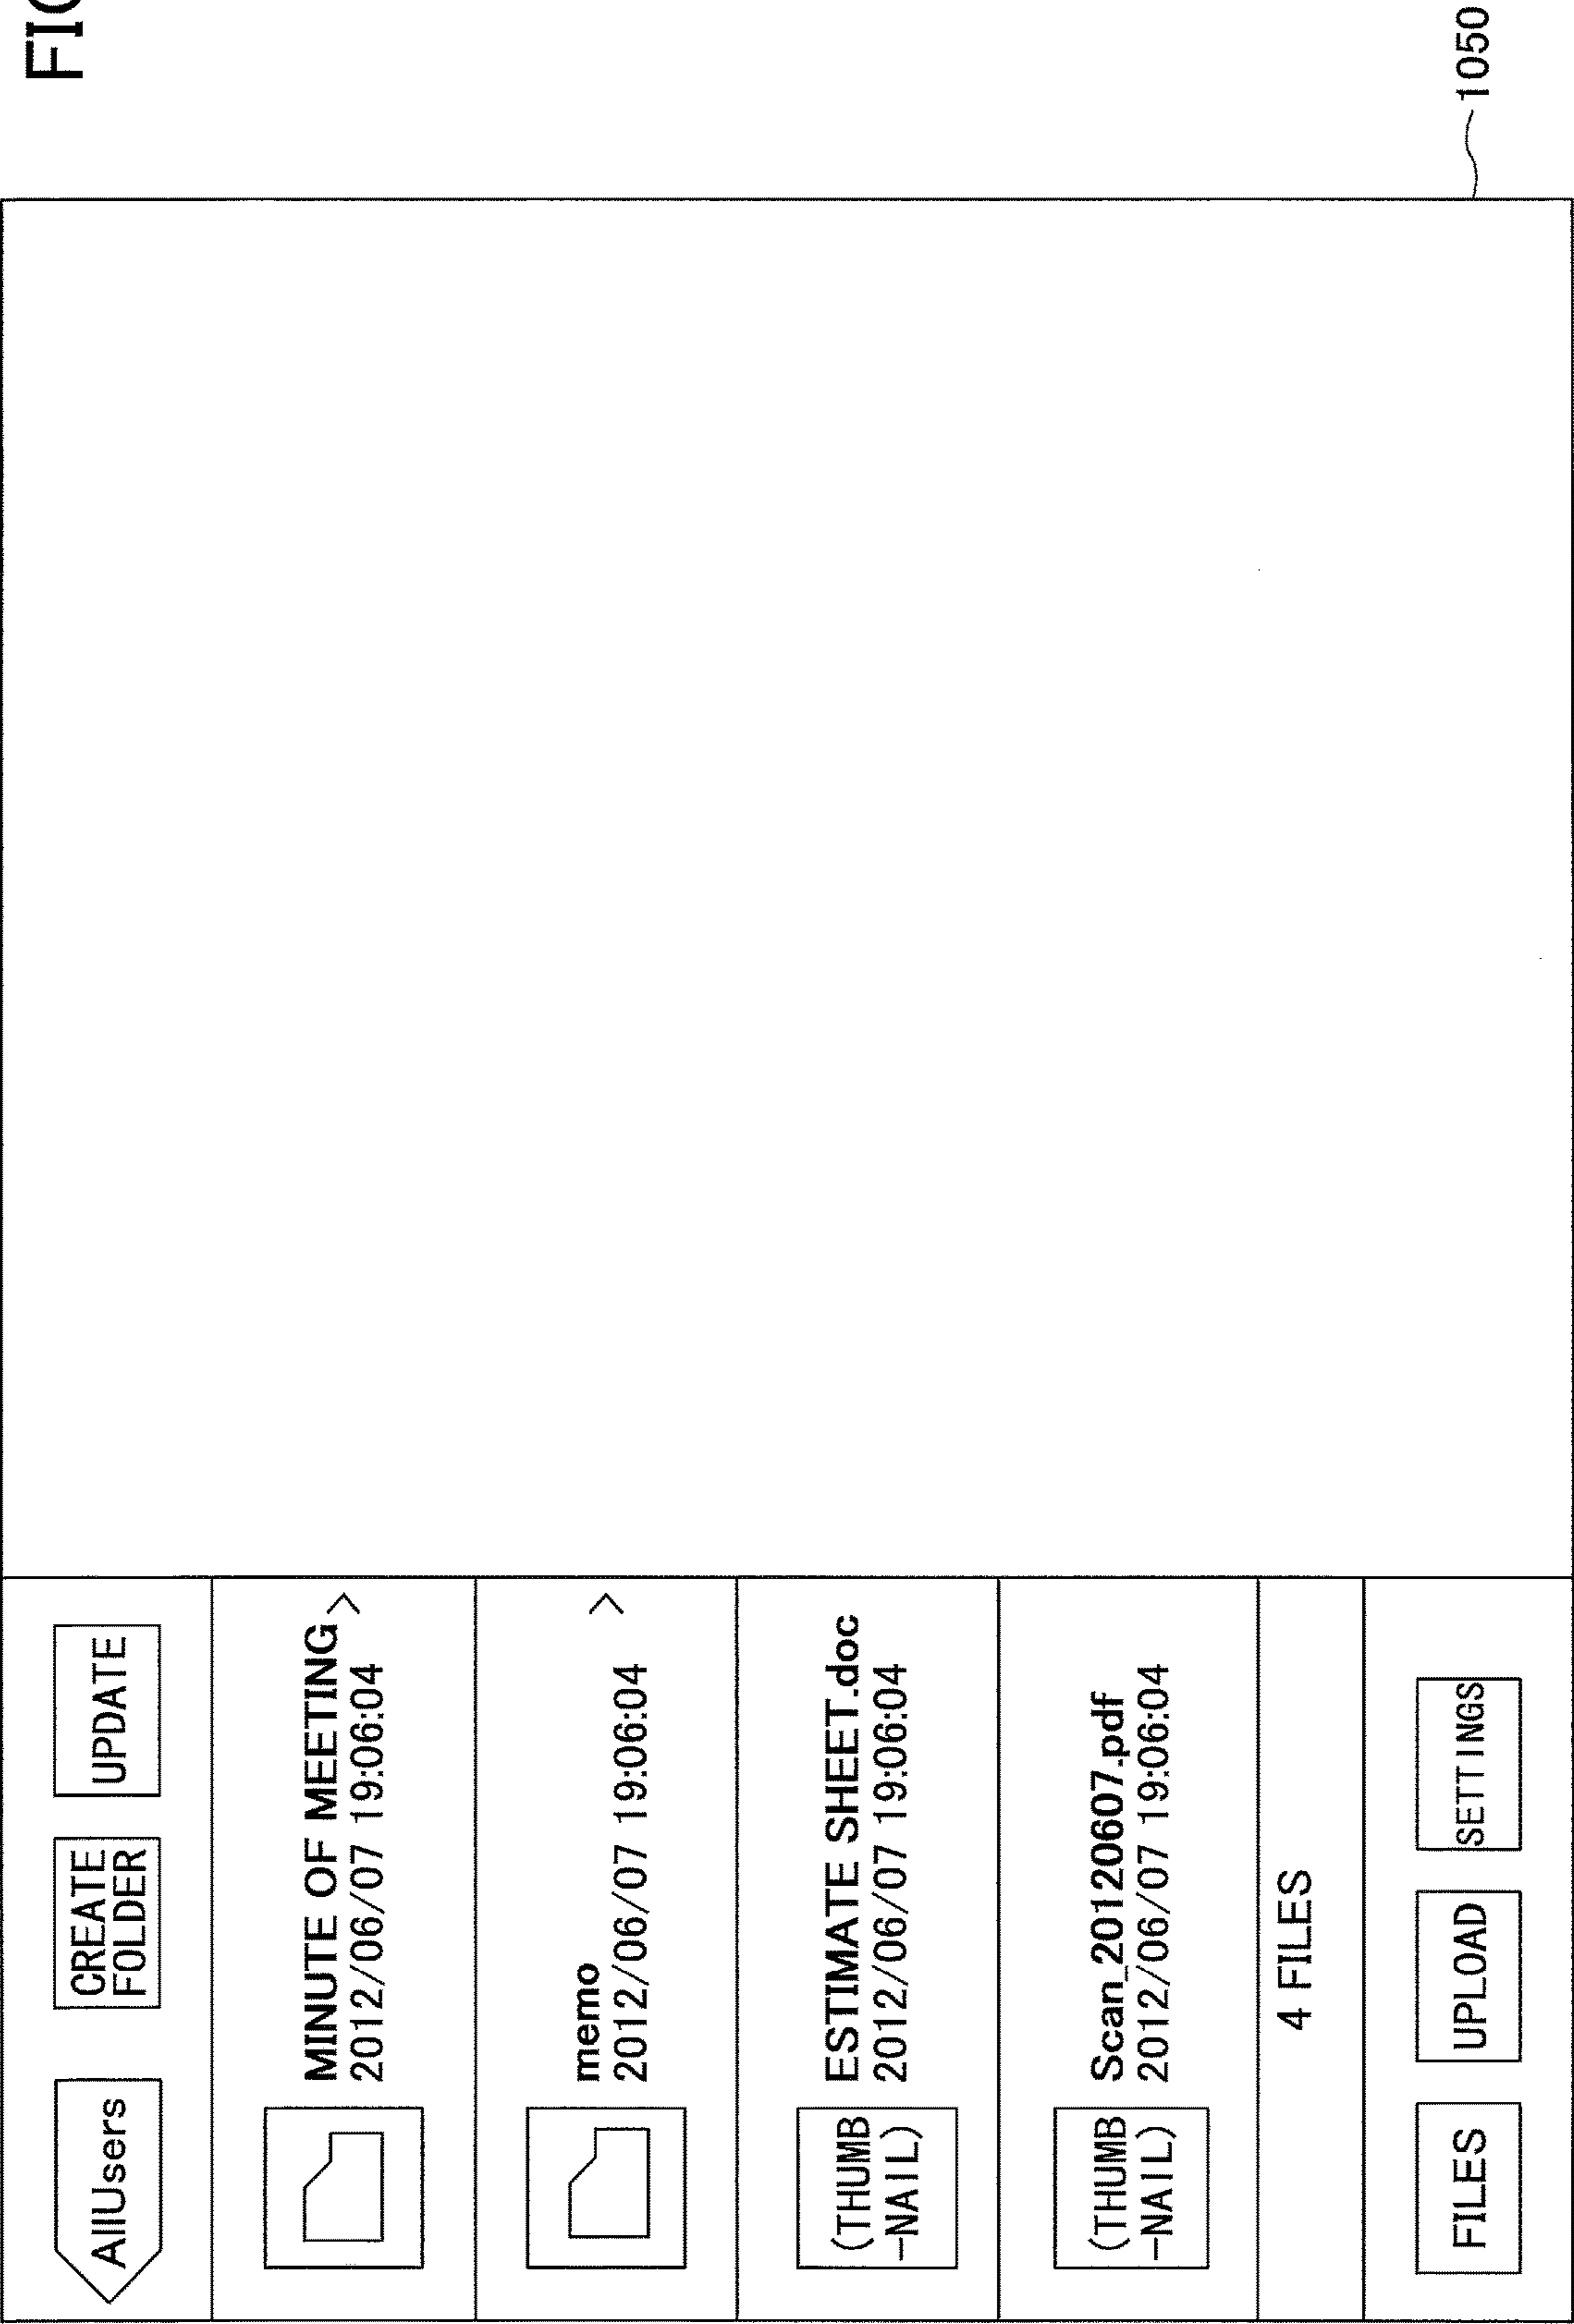 FIG
AllUsers
CREATE
FOLDER
UPDATE
MINUTE OF MEETING
2012/06/07 19:06:04
>
memo
2012/06/07 19:06:04
>
(THUMB
-NAIL)
ESTIMATE SHEET.doc
2012/06/07 19:06:04
(THUMB
-NAIL)
Scan_20120607.pdf
2012/06/07 19:06:04
4 FILES
FILES
UPLOAD
SETTINGS
1050